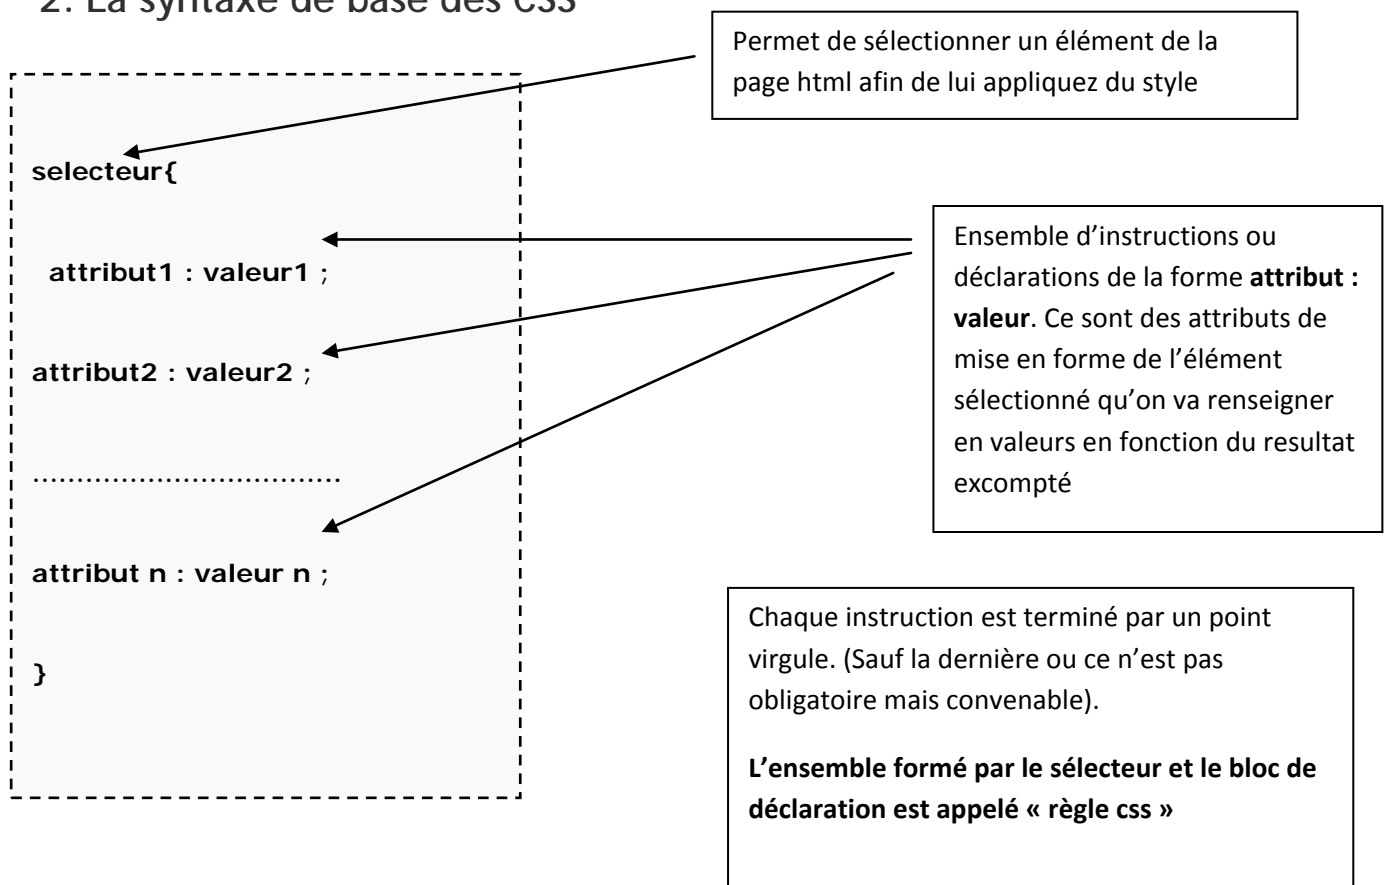 2. La syntaxe de base des CSS
Permet de sélectionner un élément de la
page html afin de lui appliquez du style
selecteur{
attribut1 : valeur1 ;
attribut2 : valeur2 ;
...................................
attribut n : valeur n ;
}
Ensemble d’instructions ou
déclarations de la forme attribut :
valeur. Ce sont des attributs de
mise en forme de l’élément
sélectionné qu’on va renseigner
en valeurs en fonction du resultat
excompté
Chaque instruction est terminé par un point
virgule. (Sauf la dernière ou ce n’est pas
obligatoire mais convenable).
L’ensemble formé par le sélecteur et le bloc de
déclaration est appelé « règle css »